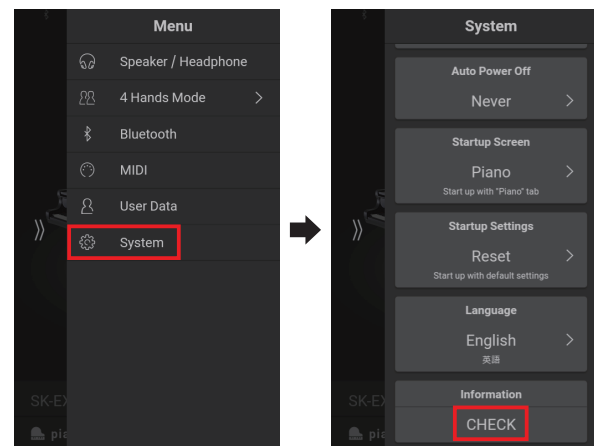 Menu
Speaker / Headphone
4 Hands Mode
Bluetooth
MIDI
User Data
System
SK-EX
pia
System
Auto Power Off
Never
Startup Screen
Piano
Start up with "Piano" tab
Startup Settings
Reset
Start up with default settings
Language
English
英語
Information
CHECK
SK-EX
pia